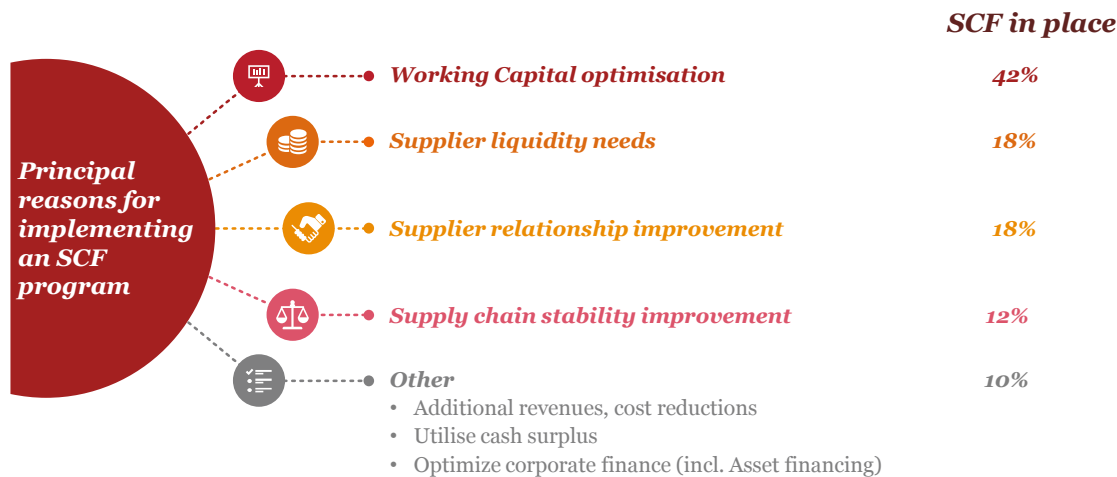 SCF in place
Principal
reasons for
implementing
an SCF
program
Working Capital optimisation 42%
Supplier liquidity needs 18%
Supplier relationship improvement 18%
Supply chain stability improvement 12%
Other 10%
• Additional revenues, cost reductions
• Utilise cash surplus
• Optimize corporate finance (incl. Asset financing)